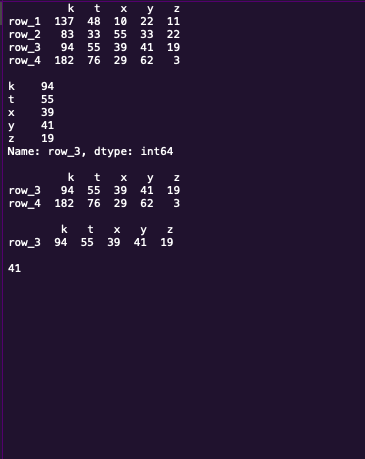 k t x y z
row_1 137 48 10 22 11
row_2 83 33 55 33 22
row_3 94 55 39 41 19
row_4 182 76 29 62 3
k 94
t 55
x 39
y 41
z 19
Name: row_3, dtype: int64
k t x y z
row_3 94 55 39 41 19
row_4 182 76 29 62 3
k t x y z
row_3 94 55 39 41 19
41